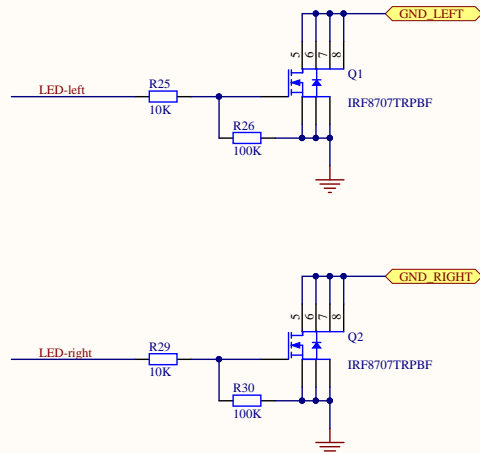 GND_LEFT
5
6
7
8
Q1
R25
LED-left
10K
IRF8707TRPBF
R26
100K
GND_RIGHT
5
6
7
8
Q2
R29
LED-right
10K
IRF8707TRPBF
R30
100K